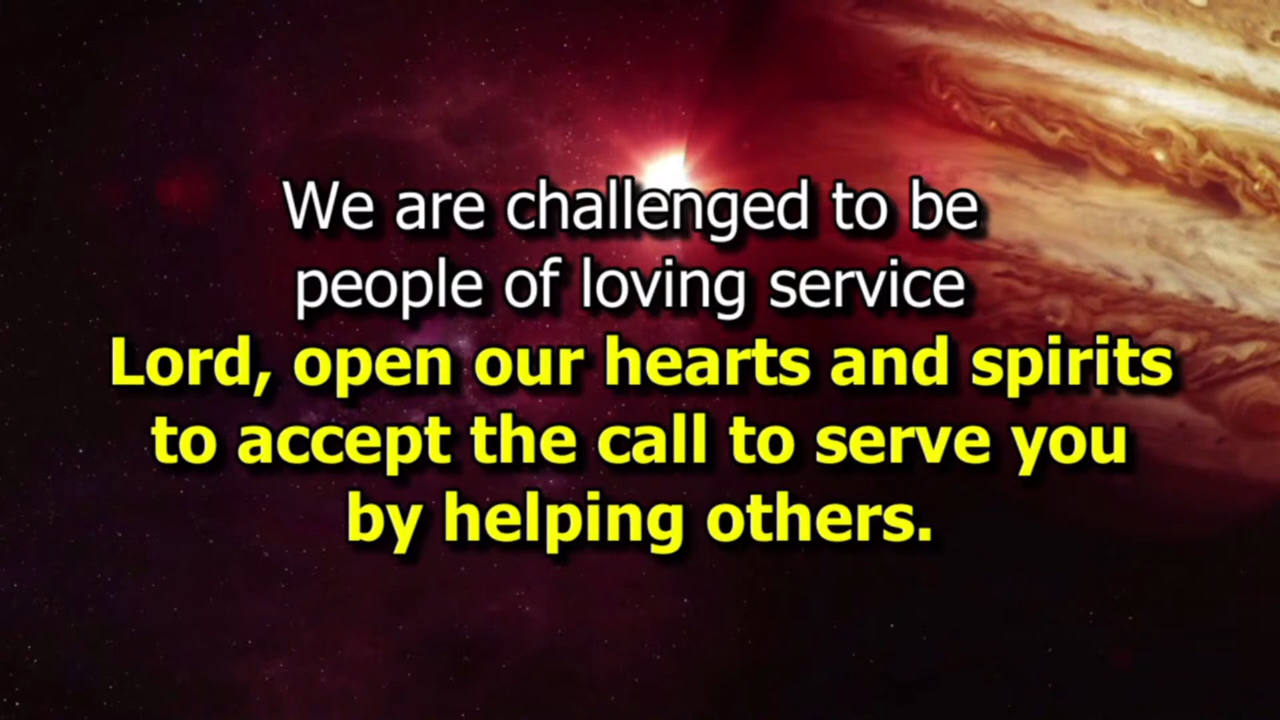 We are challenged to be
people of loving service
Lord, open our hearts and spirits
to accept the call to serve you
by helping others.